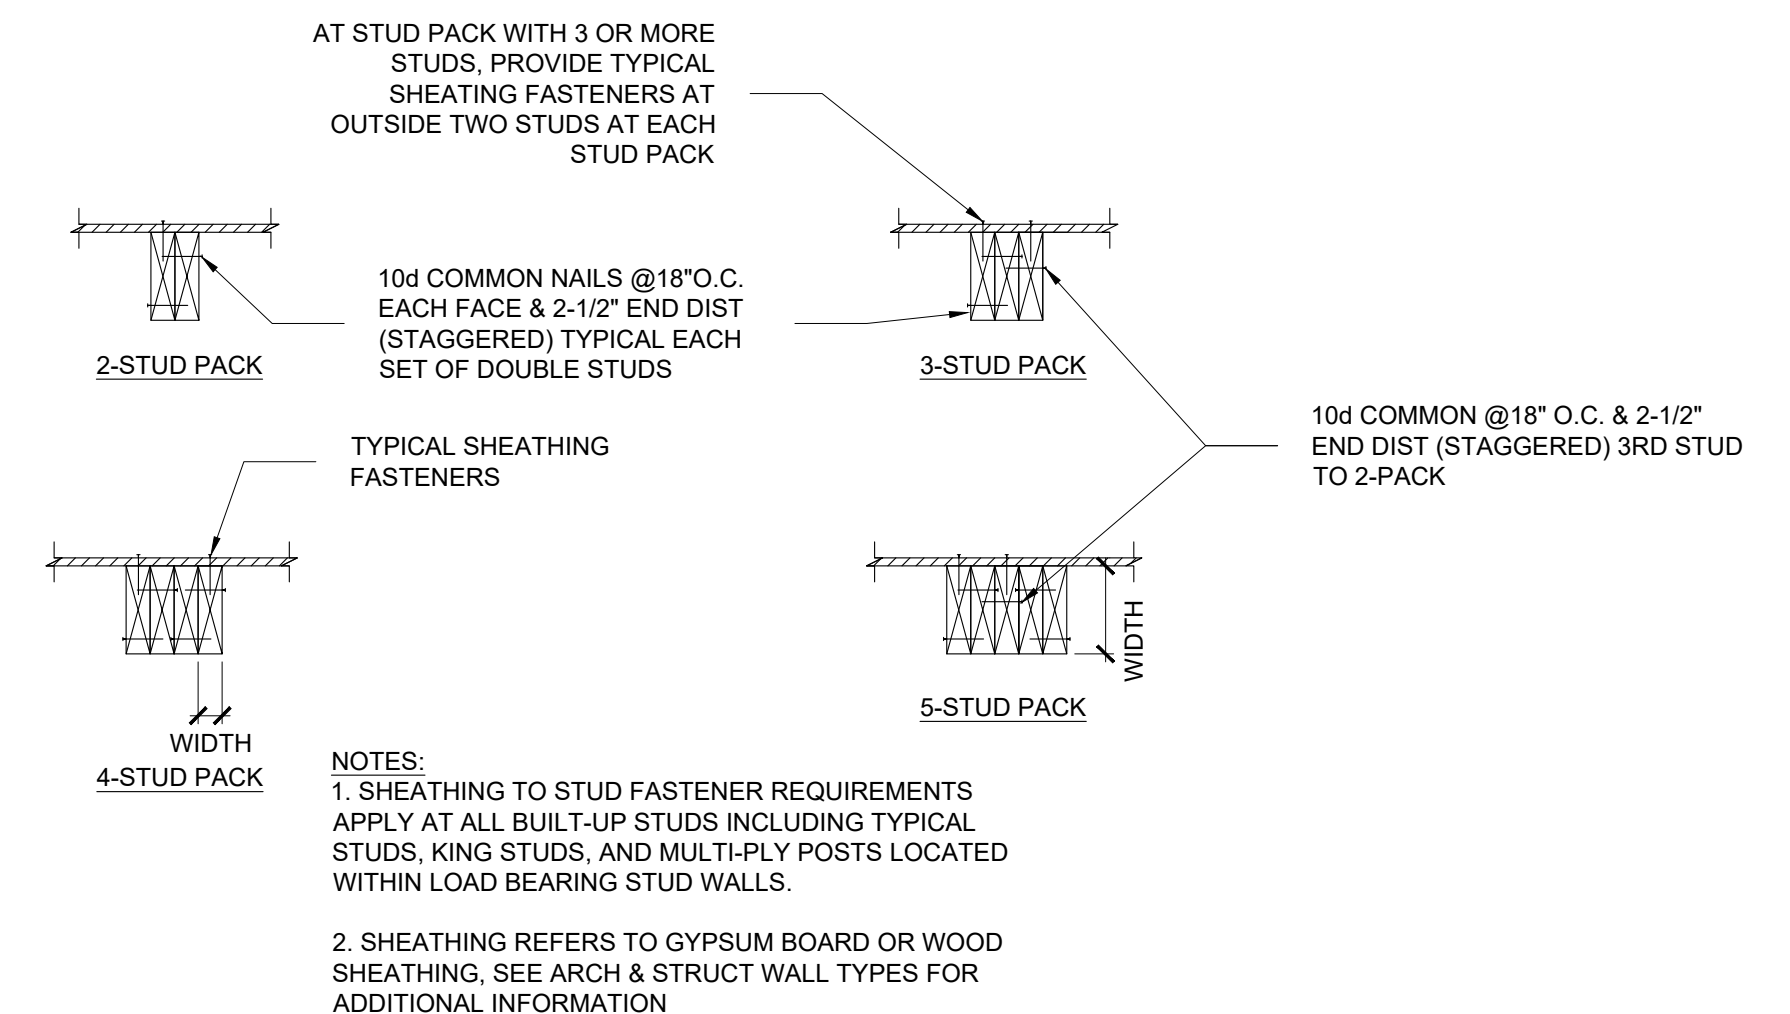 AT STUD PACK WITH 3 OR MORE
STUDS, PROVIDE TYPICAL
SHEATING FASTENERS AT
OUTSIDE TWO STUDS AT EACH
STUD PACK
2-STUD PACK
10d COMMON NAILS @18"O.C.
EACH FACE & 2-1/2" END DIST
(STAGGERED) TYPICAL EACH
SET OF DOUBLE STUDS
3-STUD PACK
10d COMMON @18" O.C. & 2-1/2"
END DIST (STAGGERED) 3RD STUD
TO 2-PACK
TYPICAL SHEATHING
FASTENERS
WIDTH
4-STUD PACK
WIDTH
5-STUD PACK
NOTES:
1. SHEATHING TO STUD FASTENER REQUIREMENTS
APPLY AT ALL BUILT-UP STUDS INCLUDING TYPICAL
STUDS, KING STUDS, AND MULTI-PLY POSTS LOCATED
WITHIN LOAD BEARING STUD WALLS.
2. SHEATHING REFERS TO GYPSUM BOARD OR WOOD
SHEATHING, SEE ARCH & STRUCT WALL TYPES FOR
ADDITIONAL INFORMATION